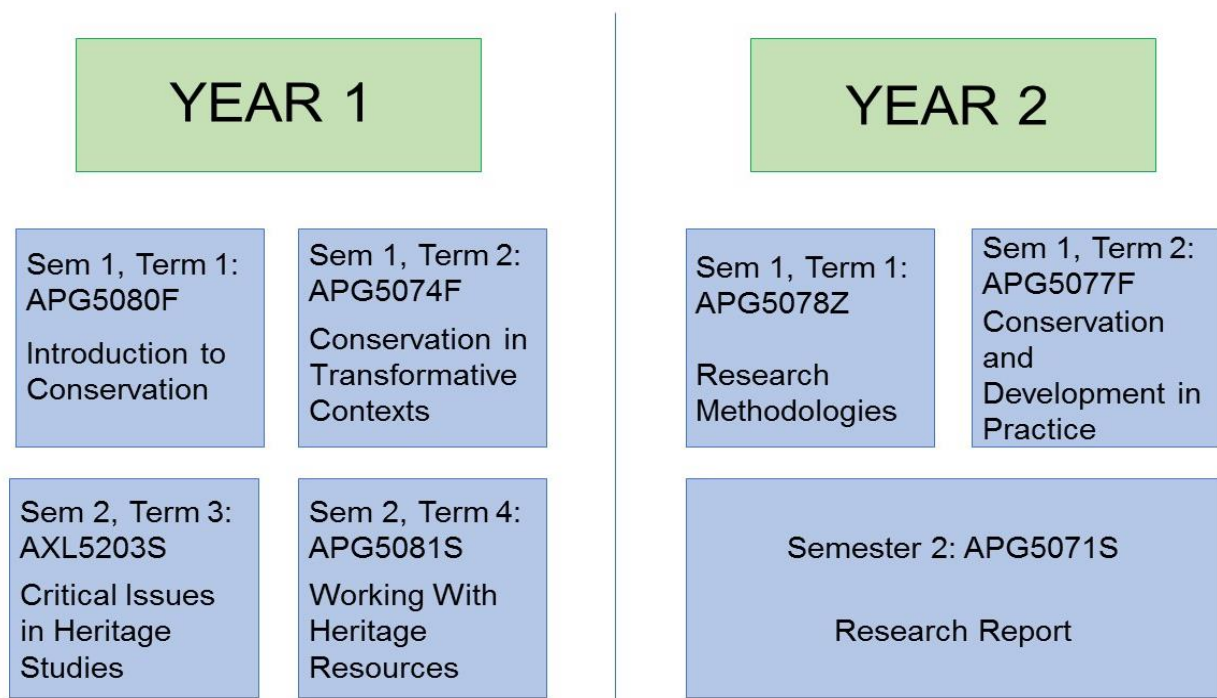 YEAR 1
Sem 1, Term 1:
APG5080F
Introduction to
Conservation
Sem 1, Term 2:
APG5074F
Conservation in
Transformative
Contexts
Sem 2, Term 3:
AXL5203S
Critical Issues
in Heritage
Studies
Sem 2, Term 4:
APG5081S
Working With
Heritage
Resources
YEAR 2
Sem 1, Term 1:
APG5078Z
Research
Methodologies
Sem 1, Term 2:
APG5077F
Conservation
and
Development in
Practice
Semester 2: APG5071S
Research Report